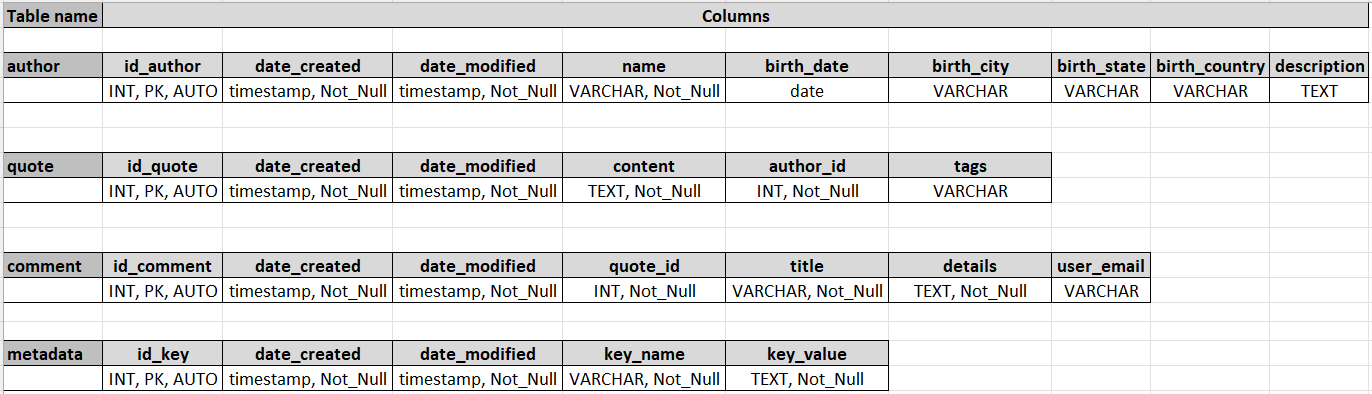 Table name Columns
author id_author date_created date_modified name birth_date birth_city birth_state birth_country description
INT, PK, AUTO timestamp, Not_Null timestamp, Not_Null VARCHAR, Not_Null date VARCHAR VARCHAR VARCHAR TEXT
quote id_quote date_created date_modified content author_id tags
INT, PK, AUTO timestamp, Not_Null timestamp, Not_Null TEXT, Not_Null INT, Not_Null VARCHAR
comment id_comment date_created date_modified quote_id title details user_email
INT, PK, AUTO timestamp, Not_Null timestamp, Not_Null INT, Not_Null VARCHAR, Not_Null TEXT, Not_Null VARCHAR
metadata id_key date_created date_modified key_name key_value
INT, PK, AUTO timestamp, Not_Null timestamp, Not_Null VARCHAR, Not_Null TEXT, Not_Null